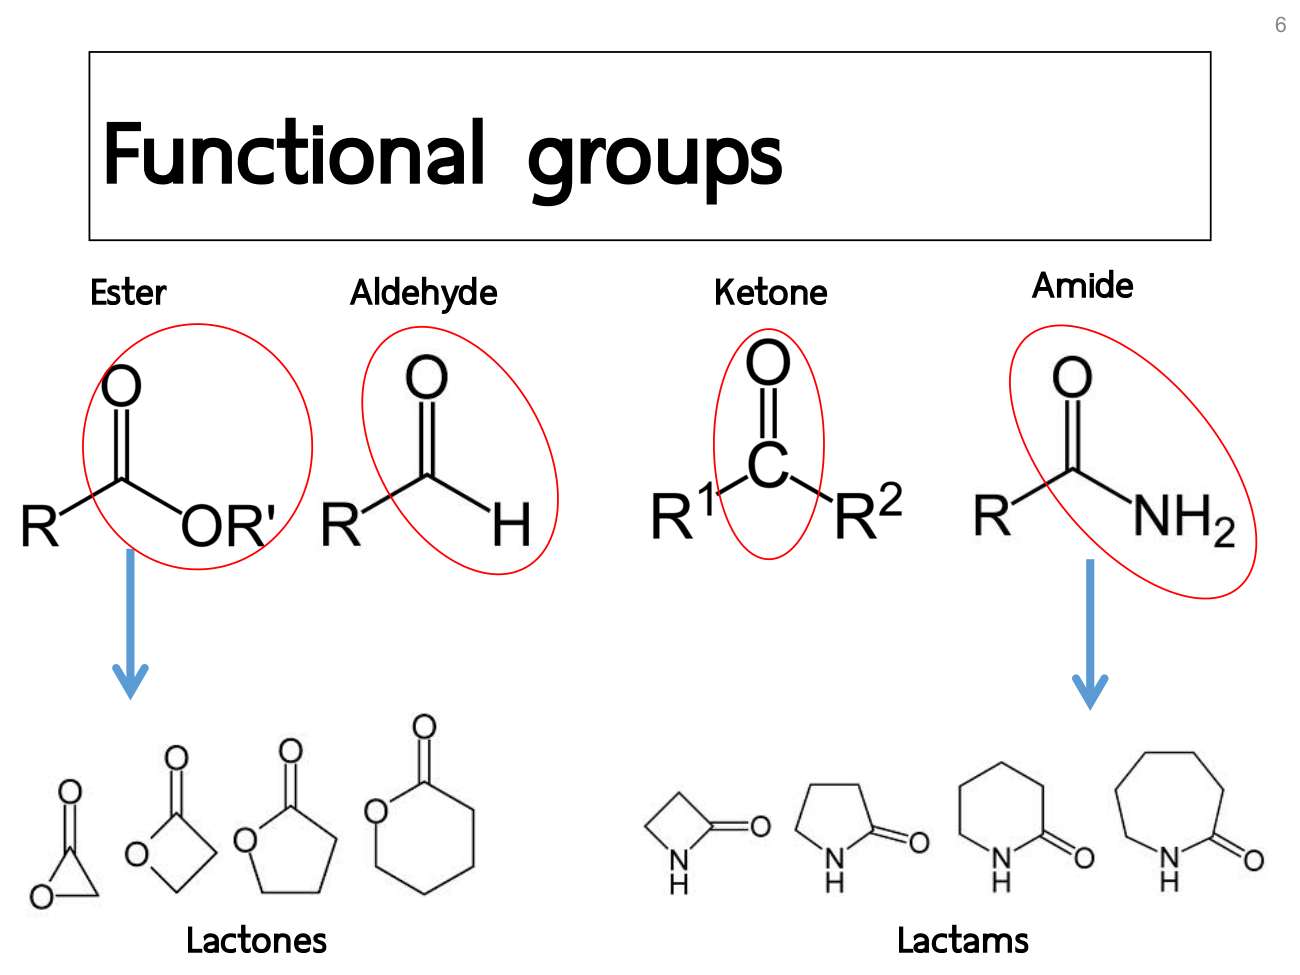 6
Functional groups
Ester Aldehyde Ketone Amide
O O O O
C
R OR' R H R¹ R² R NH₂
O O O O
O O O O
N H O N H O N H O N H O
Lactones Lactams